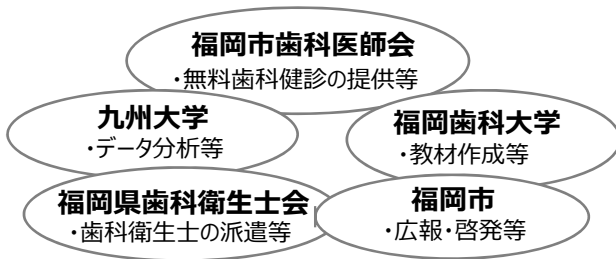 福岡市歯科医師会
・無料歯科健診の提供等
九州大学
・データ分析等
福岡歯科大学
・教材作成等
福岡県歯科衛生士会
・歯科衛生士の派遣等
福岡市
・広報・啓発等